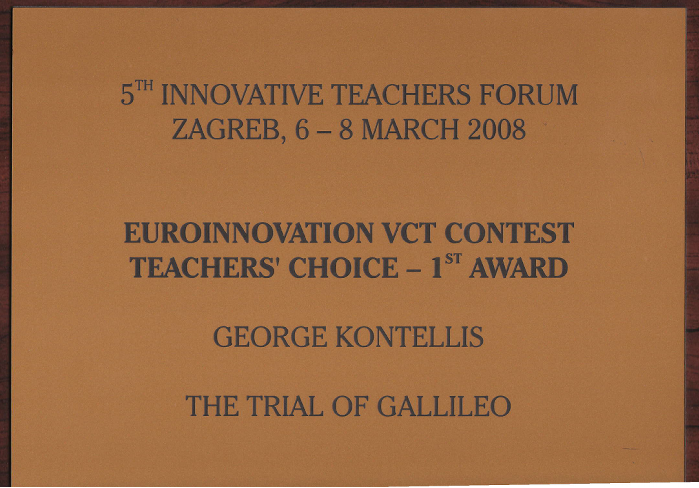 5TH INNOVATIVE TEACHERS FORUM
ZAGREB, 6 – 8 MARCH 2008
EUROINNOVATION VCT CONTEST
TEACHERS' CHOICE – 1ST AWARD
GEORGE KONTELLIS
THE TRIAL OF GALLILEO